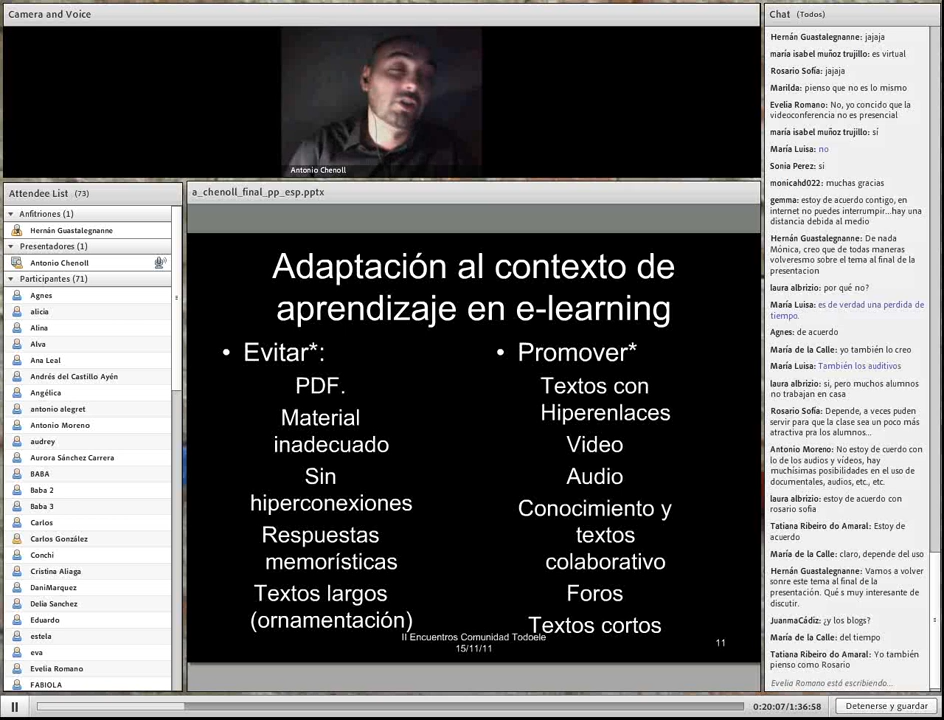 Camera and Voice
Antonio Chenoll
Attendee List (73)
Anfitriones (1)
Hernán Guastalegnanne
Presentadores (1)
Antonio Chenoll
Participantes (71)
Agnes
alicia
Alina
Alva
Ana Leal
Andrés del Castillo Ayén
Angélica
antonio alegret
Antonio Moreno
audrey
Aurora Sánchez Carrera
BABA
Baba 2
Baba 3
Carlos
Carlos González
Conchi
Cristina Aliaga
DaniMarquez
Delia Sanchez
Eduardo
estela
eva
Evelia Romano
FABIOLA
a_chenoll_final_pp_esp.pptx
Adaptación al contexto de
aprendizaje en e-learning
• Evitar*:
PDF.
Material
inadecuado
Sin
hiperconexiones
Respuestas
memorísticas
Textos largos
(ornamentación)
• Promover*
Textos con
Hiperenlaces
Video
Audio
Conocimiento y
textos
colaborativo
Foros
Textos cortos
II Encuentros Comunidad Todoele
15/11/11
11
Chat (Todos)
Hernán Guastalegnanne: jajaja
maría isabel muñoz trujillo: es virtual
Rosario Sofía: jajaja
Marilda: pienso que no es lo mismo
Evelia Romano: No, yo concido que la
videoconferencia no es presencial
maría isabel muñoz trujillo: sí
María Luisa: no
Sonia Perez: si
monicahd022: muchas gracias
gemma: estoy de acuerdo contigo, en
internet no puedes interrumpir...hay una
distancia debida al medio
Hernán Guastalegnanne: De nada
Mónica, creo que de todas maneras
volveresmo sobre el tema al final de la
presentacion
laura albrizio: por qué no?
María Luisa: es de verdad una perdida de
tiempo.
Agnes: de acuerdo
María de la Calle: yo también lo creo
María Luisa: También los auditivos
laura albrizio: si, pero muchos alumnos
no trabajan en casa
Rosario Sofía: Depende, a veces puden
servir para que la clase sea un poco más
atractiva pra los alumnos...
Antonio Moreno: No estoy de cuerdo con
lo de los audios y vídeos, hay
muchísimas posibilidades en el uso de
documentales, audios, etc., etc.
laura albrizio: estoy de acuerdo con
rosario sofia
Tatiana Ribeiro do Amaral: Estoy de
acuerdo
María de la Calle: claro, depende del uso
Hernán Guastalegnanne: Vamos a volver
sonre este tema al final de la
presentación. Qué s muy interesante de
discutir.
JuanmaCádiz: ¿y los blogs?
María de la Calle: del tiempo
Tatiana Ribeiro do Amaral: Yo también
pienso como Rosario
Evelia Romano está escribiendo...
0:20:07/1:36:58
Detenerse y guardar